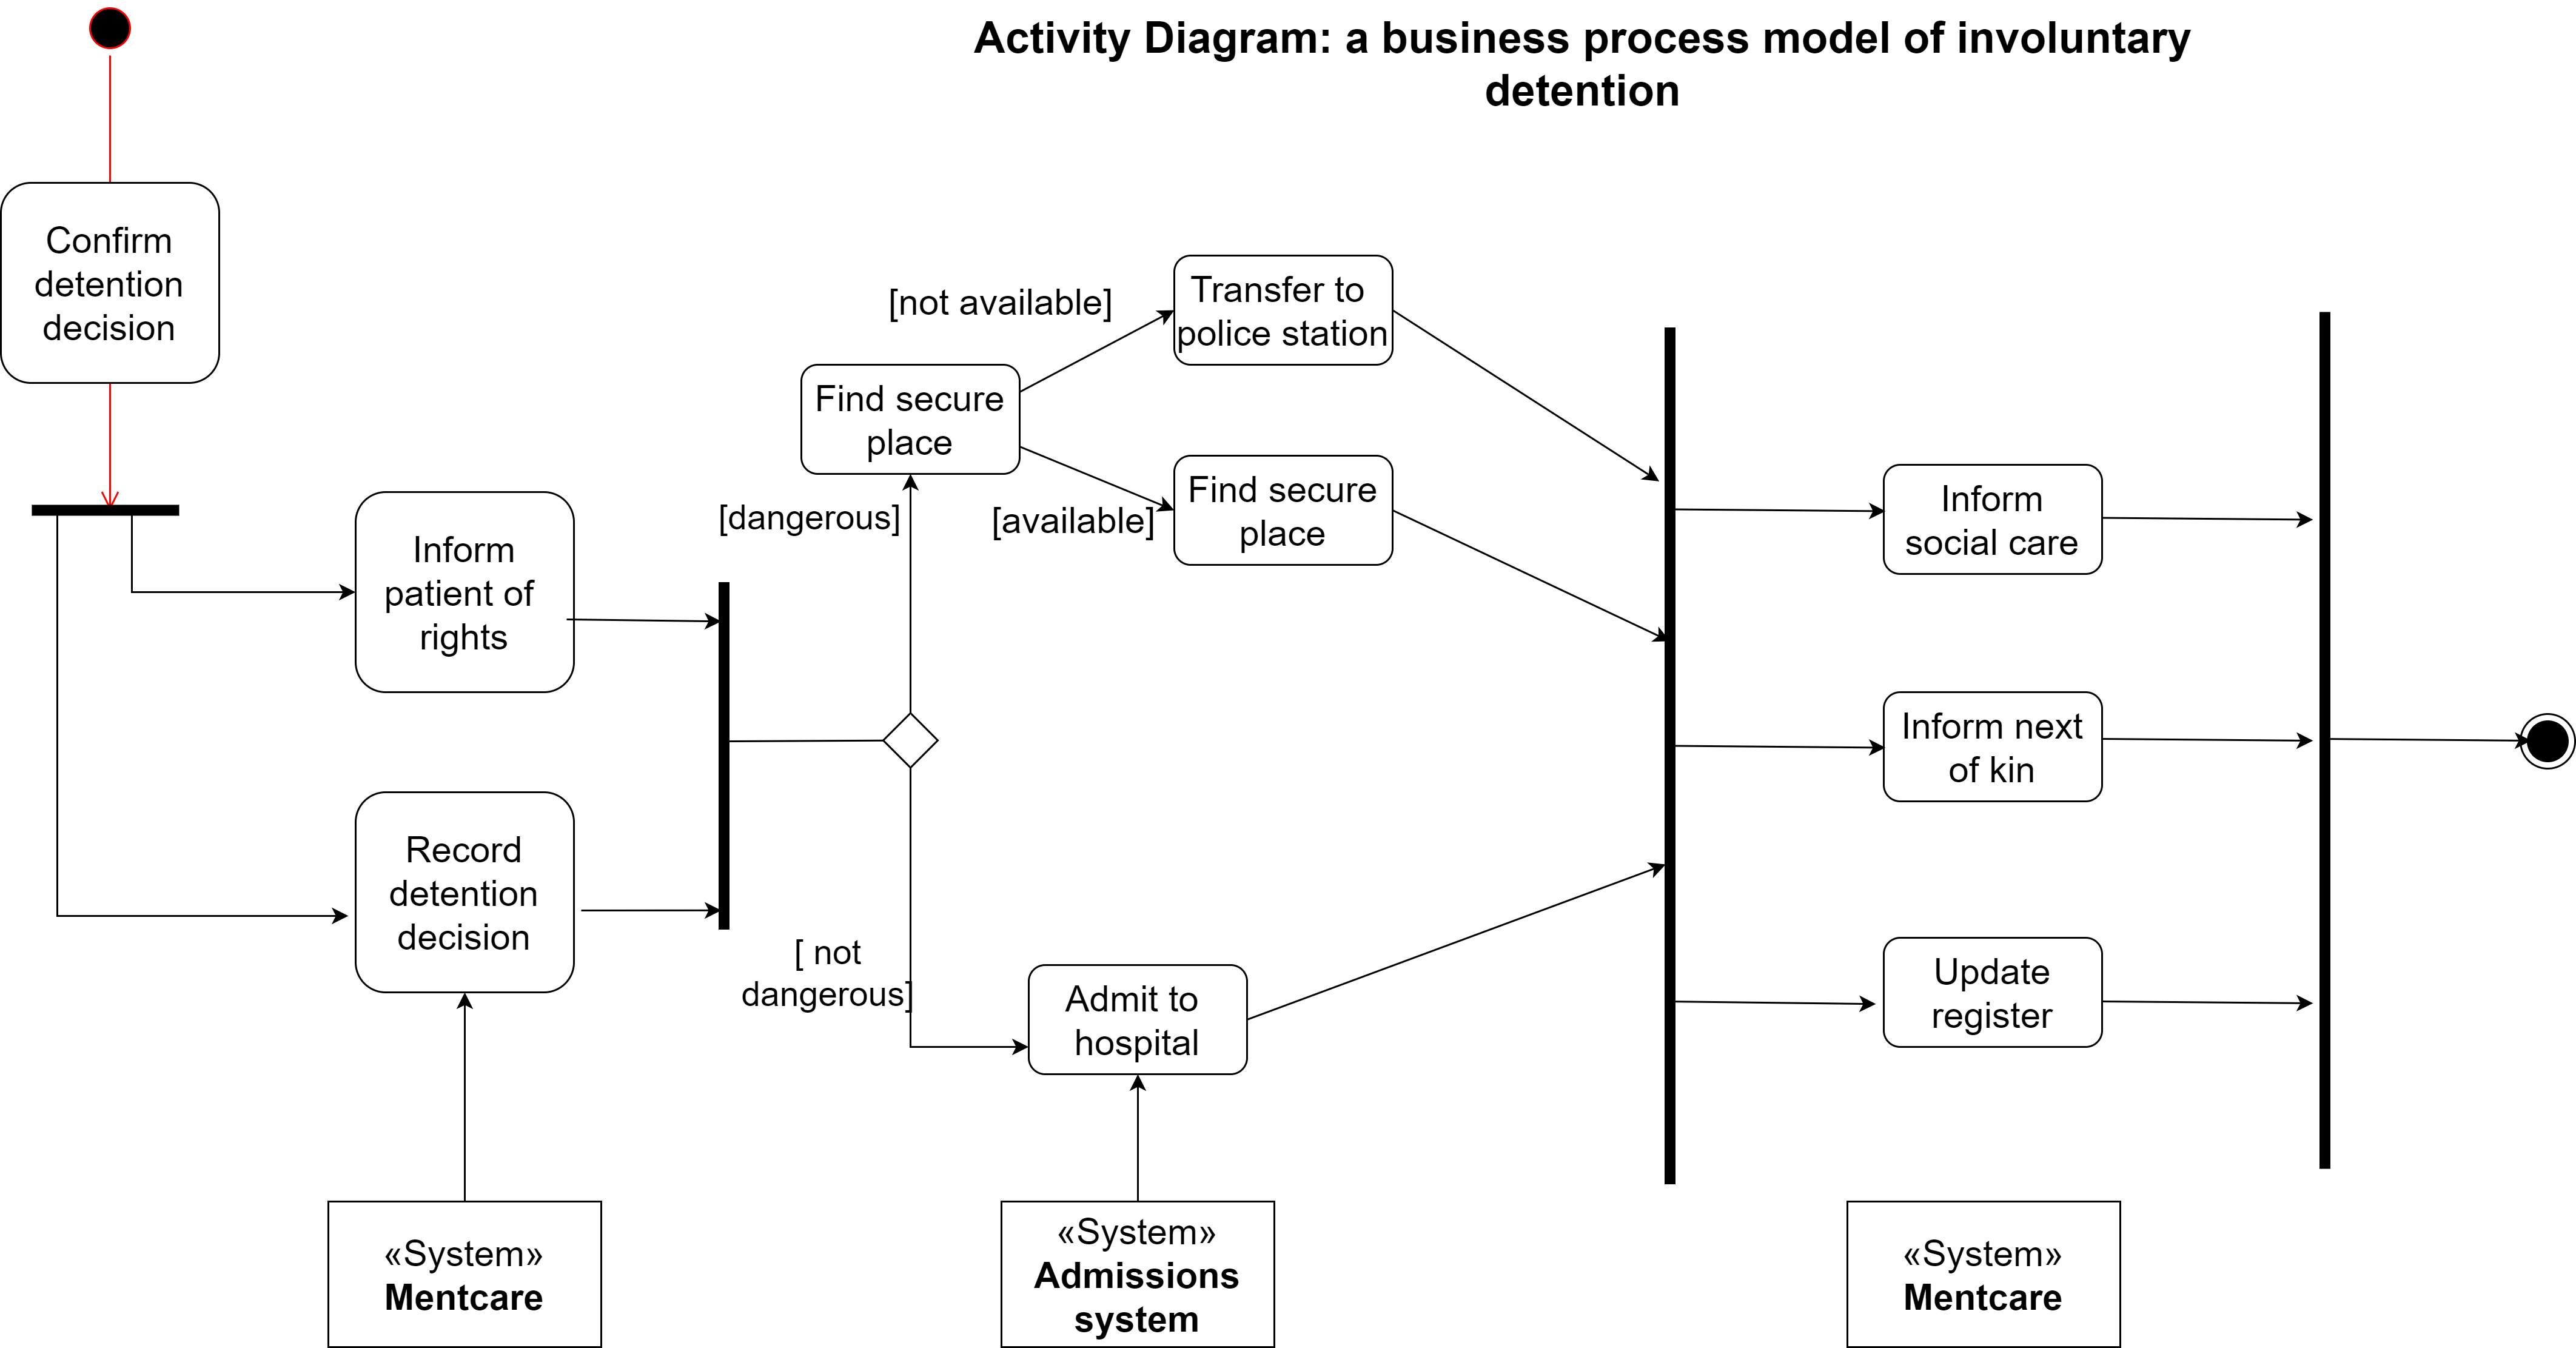 Activity Diagram: a business process model of involuntary
detention
Confirm
detention
decision
Inform
patient of
rights
Record
detention
decision
«System»
Mentcare
[dangerous]
[ not
dangerous]
Find secure
place
[not available]
[available]
Transfer to
police station
Find secure
place
Admit to
hospital
«System»
Admissions
system
Inform
social care
Inform next
of kin
Update
register
«System»
Mentcare